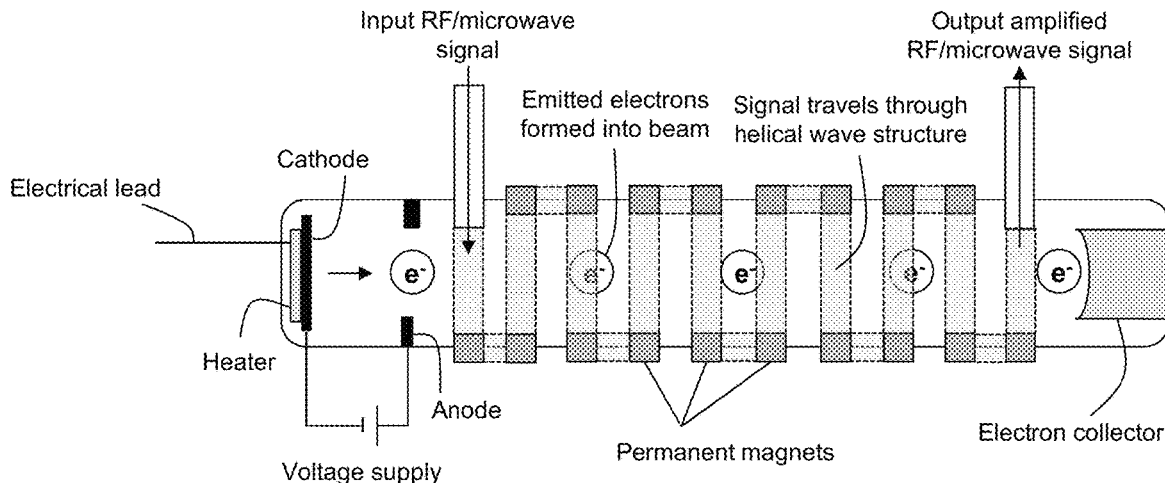 Input RF/microwave
signal
Output amplified
RF/microwave signal
Emitted electrons
formed into beam
Signal travels through
helical wave structure
Cathode
Electrical lead
e-
e-
e-
e-
e-
Heater
Anode
Voltage supply
Permanent magnets
Electron collector